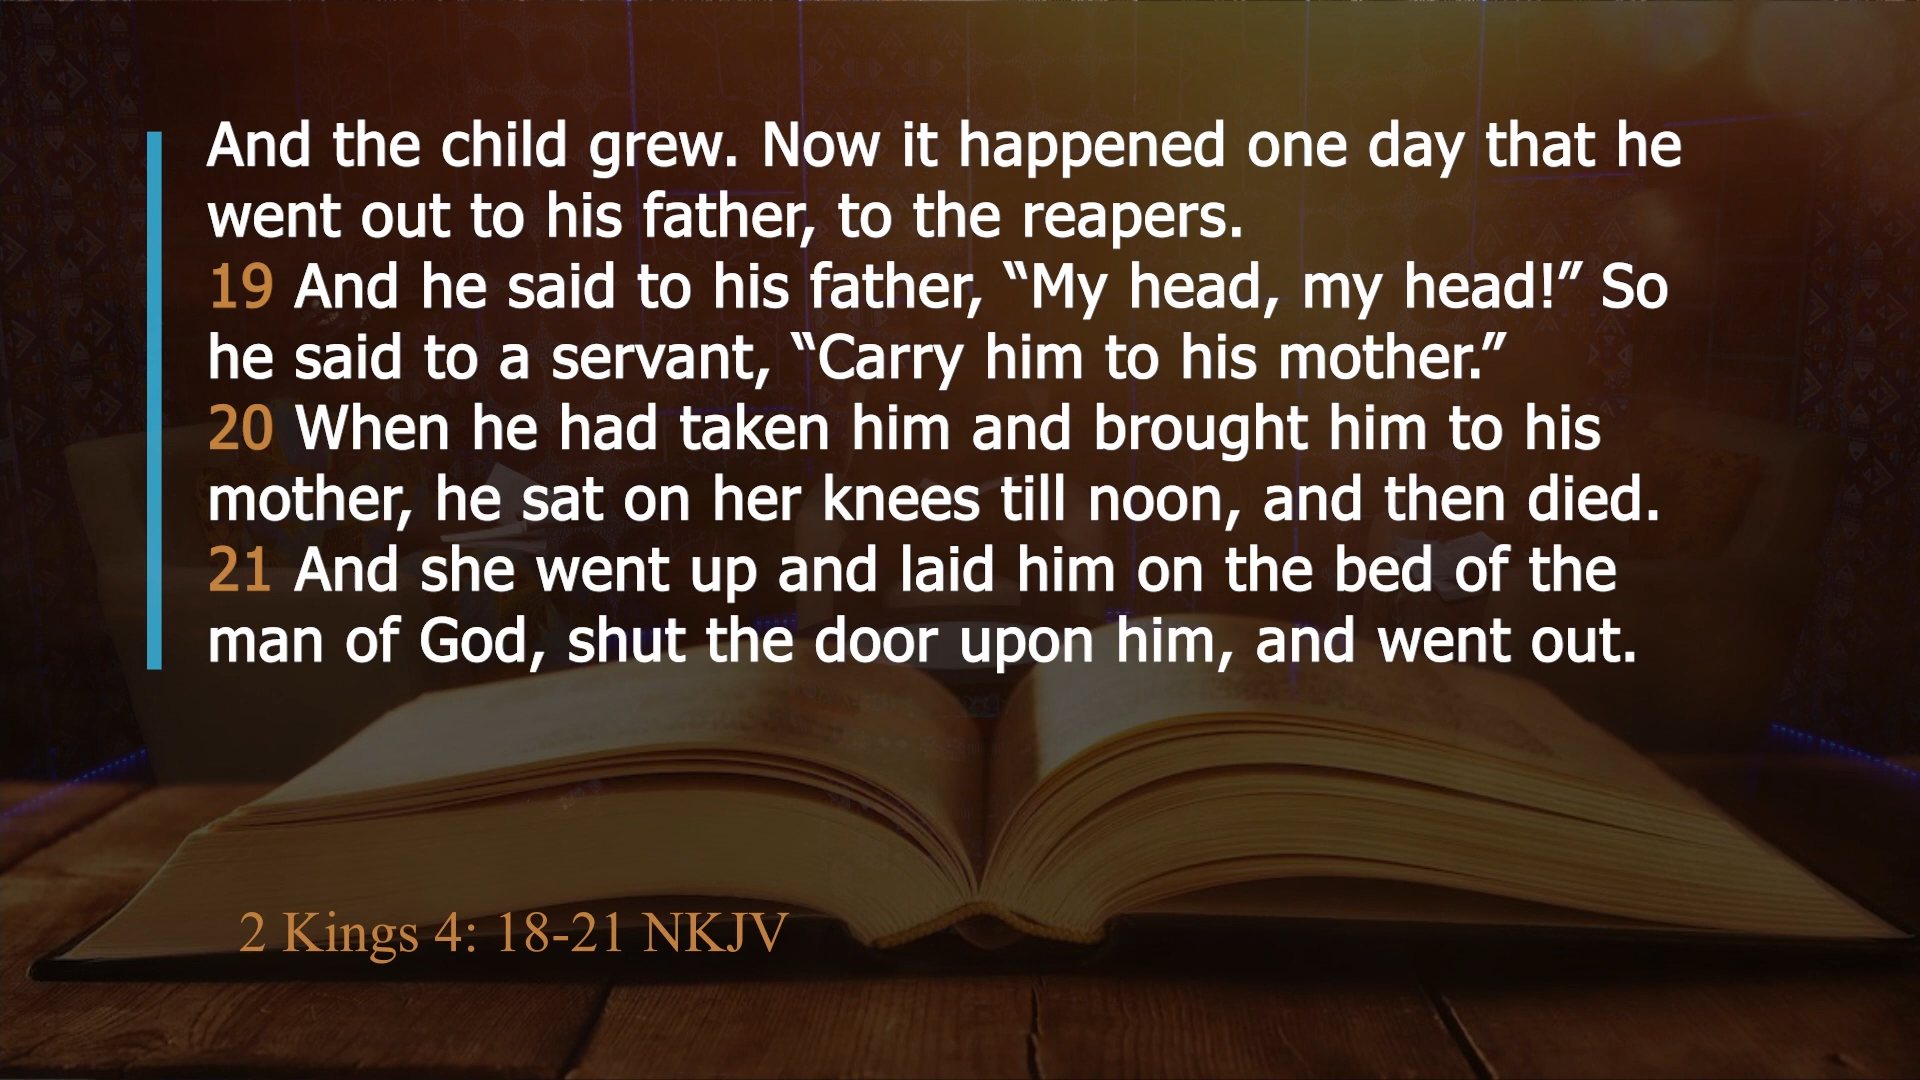 And the child grew. Now it happened one day that he
went out to his father, to the reapers.
19 And he said to his father, “My head, my head!” So
he said to a servant, “Carry him to his mother.”
20 When he had taken him and brought him to his
mother, he sat on her knees till noon, and then died.
21 And she went up and laid him on the bed of the
man of God, shut the door upon him, and went out.
2 Kings 4: 18-21 NKJV